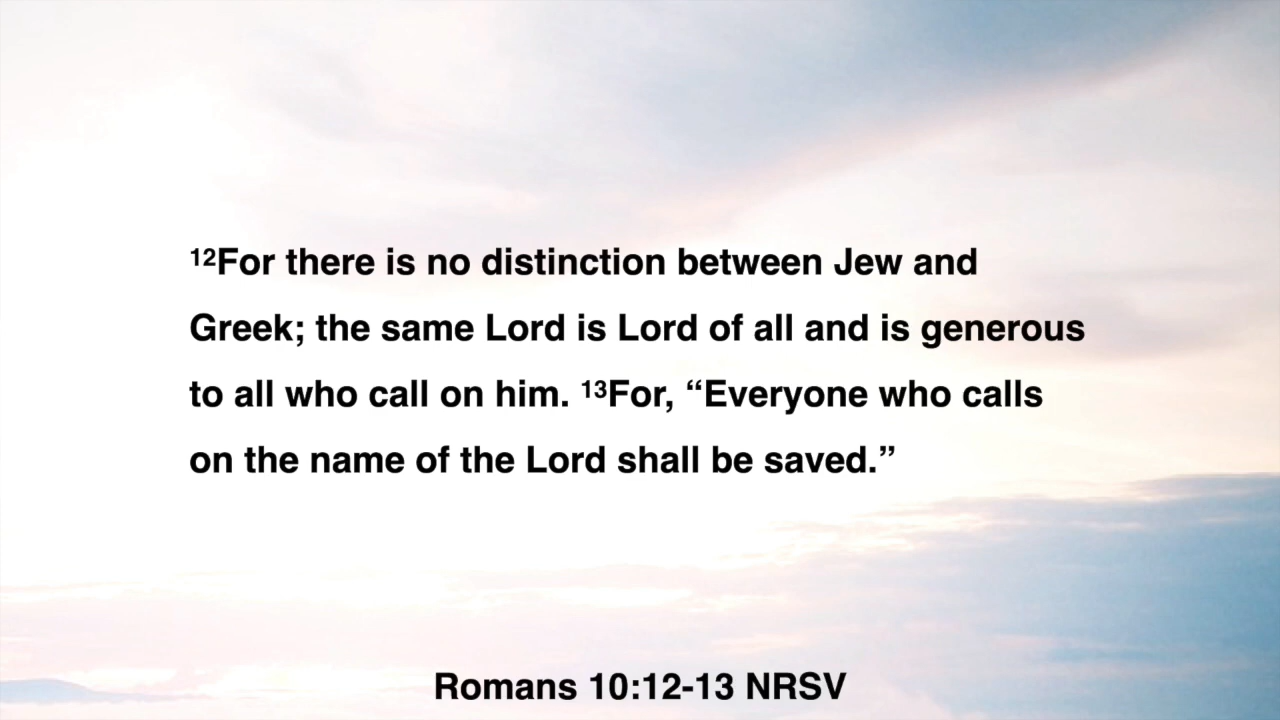 ¹²For there is no distinction between Jew and
Greek; the same Lord is Lord of all and is generous
to all who call on him. ¹³For, “Everyone who calls
on the name of the Lord shall be saved.”
Romans 10:12-13 NRSV